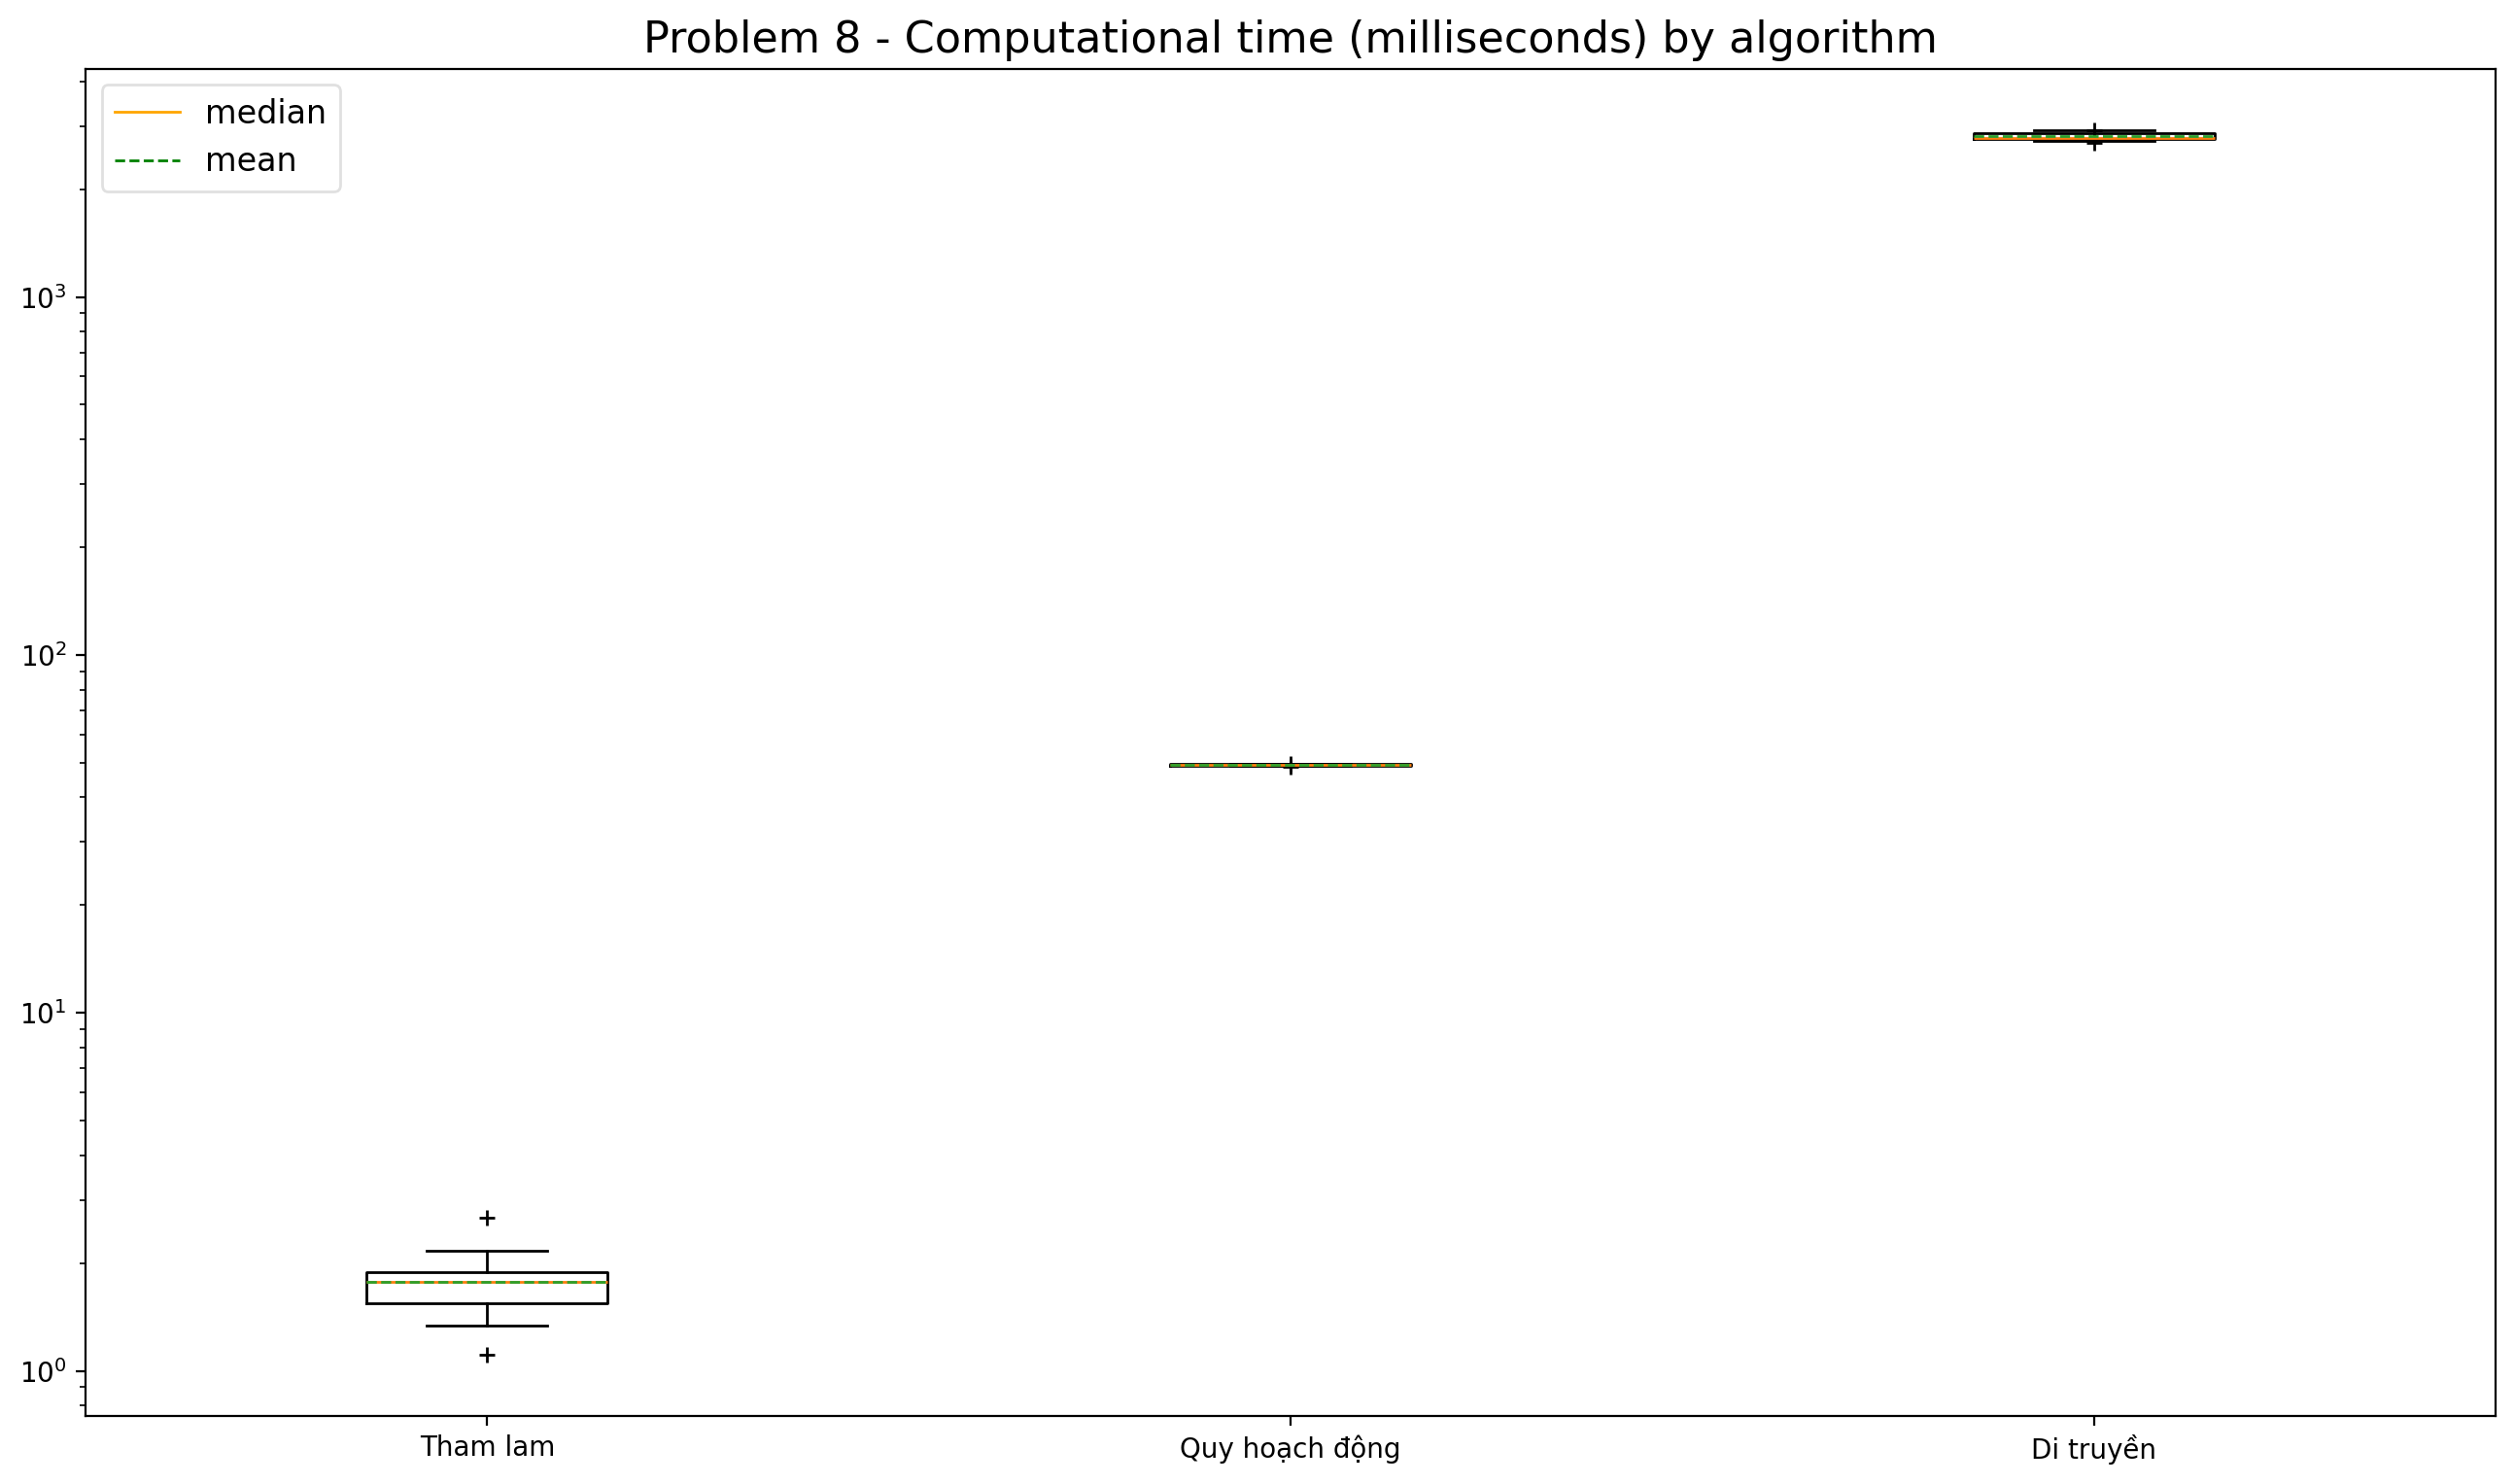 Problem 8 - Computational time (milliseconds) by algorithm
median
mean
10³
10²
10¹
10⁰
Tham lam
Quy hoạch động
Di truyền